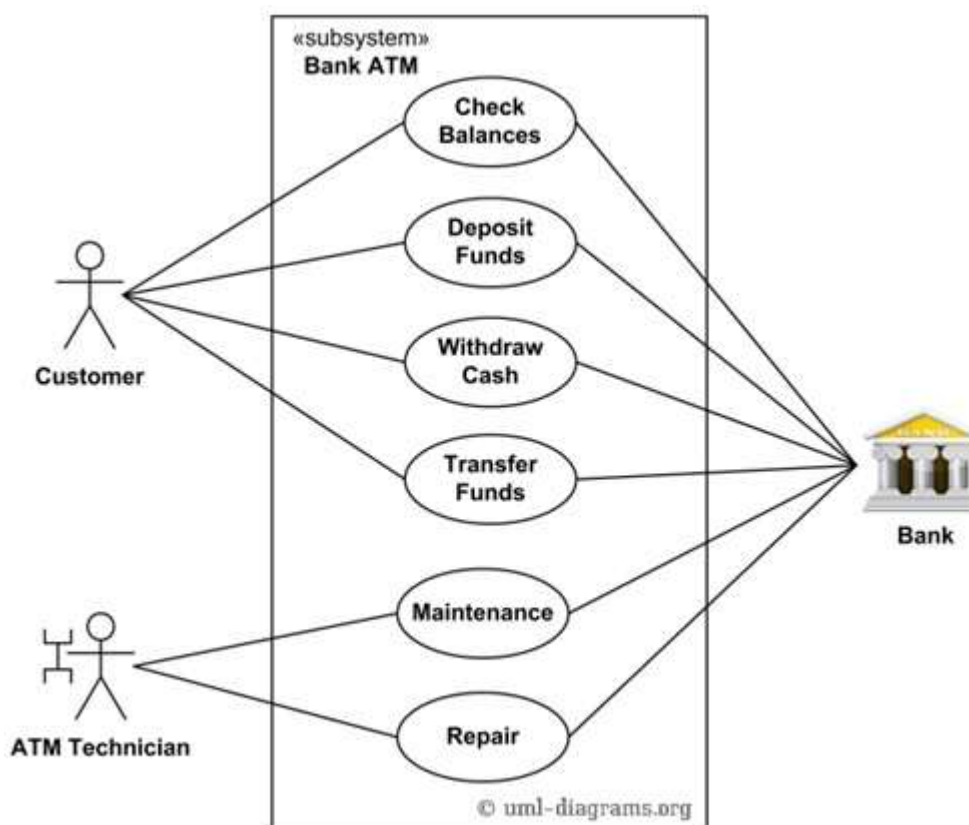 «subsystem»
Bank ATM
Check
Balances
Deposit
Funds
Customer
Withdraw
Cash
Transfer
Funds
BANK
Bank
Maintenance
ATM Technician
Repair
© uml-diagrams.org